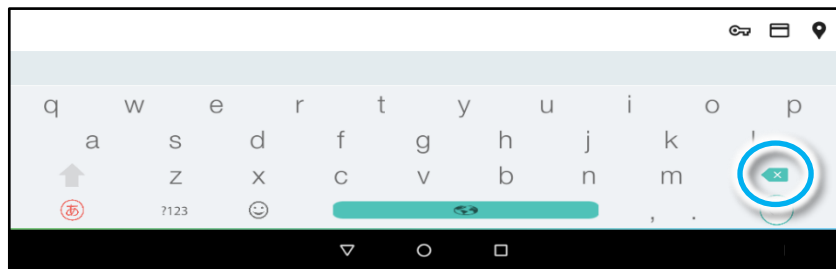 q w e r t y u i o p
a s d f g h j k l
z x c v b n m
あ ?123 , .